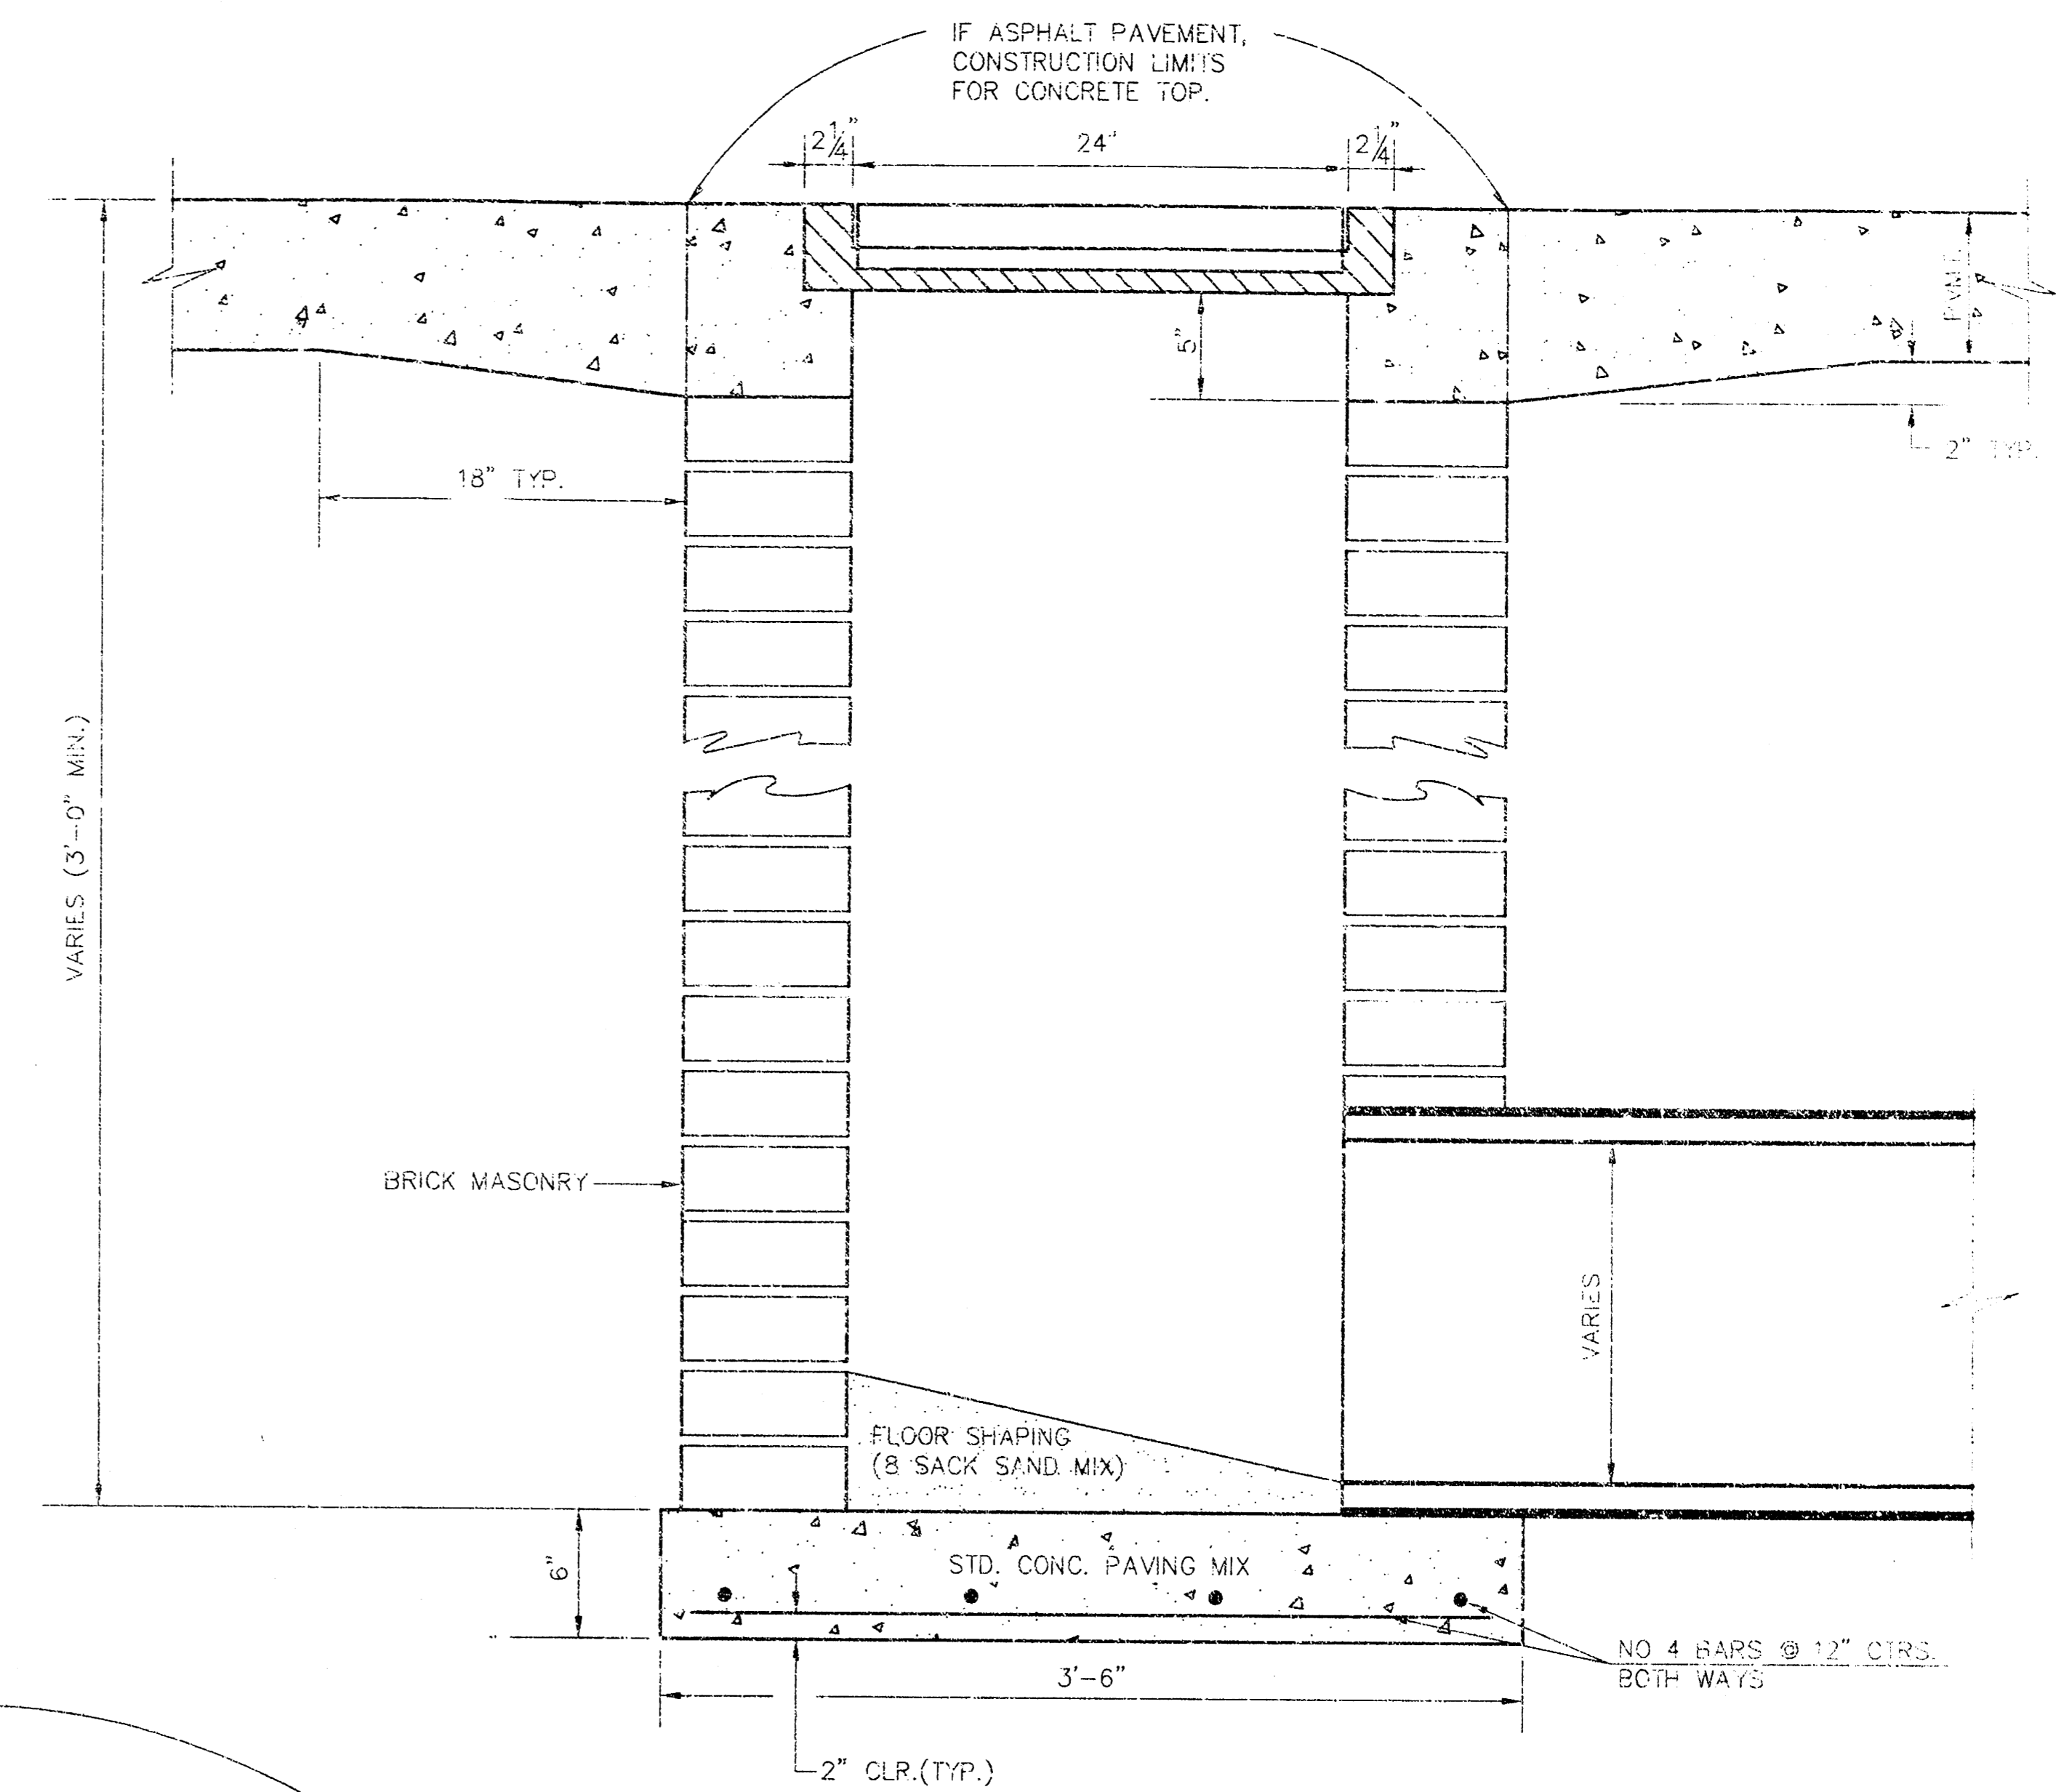 IF ASPHALT PAVEMENT,
CONSTRUCTION LIMITS
FOR CONCRETE TOP.
2 1/4"
24"
2 1/4"
PVMT.
5"
2" TYP.
18" TYP.
VARIES (3'-0" MIN.)
BRICK MASONRY
VARIES
FLOOR SHAPING
(8 SACK SAND MIX)
6"
STD. CONC. PAVING MIX
NO 4 BARS @ 12" CTRS.
BOTH WAYS
3'-6"
2" CLR.(TYP.)